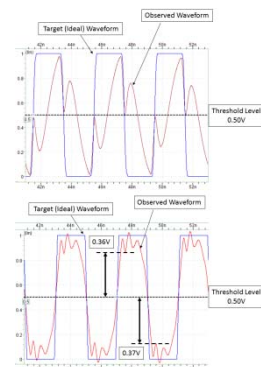 Observed Waveform
Target (Ideal) Waveform
Threshold Level
0.50V
Observed Waveform
Target (Ideal) Waveform
0.36V
Threshold Level
0.50V
0.37V